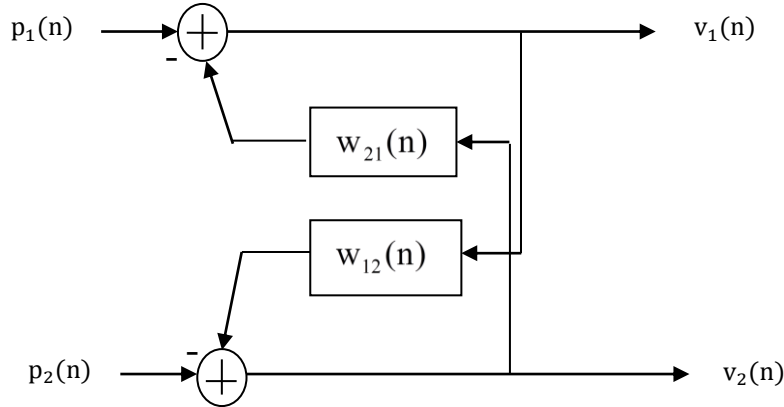 p₁(n)
v₁(n)
-
w₂₁(n)
w₁₂(n)
-
p₂(n)
v₂(n)